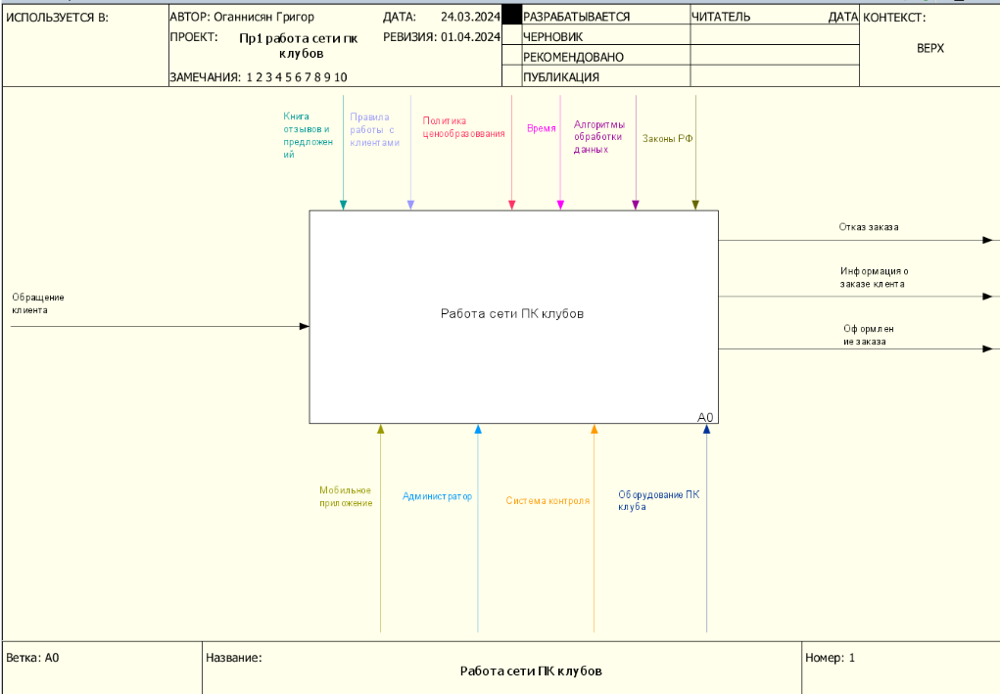 ИСПОЛЬЗУЕТСЯ В:
АВТОР: Оганнисян Григор
ДАТА: 24.03.2024
РАЗРАБАТЫВАЕТСЯ
ЧИТАТЕЛЬ
ДАТА
КОНТЕКСТ:
ПРОЕКТ: Пр1 работа сети пк
клубов
РЕВИЗИЯ: 01.04.2024
ЧЕРНОВИК
ВЕРХ
РЕКОМЕНДОВАНО
ЗАМЕЧАНИЯ: 1 2 3 4 5 6 7 8 9 10
ПУБЛИКАЦИЯ
Книга
отзывов и
предложен
ий
Правила
работы с
клиентами
Политика
ценообразоввания
Время
Алгоритмы
обработки
данных
Законы РФ
Обращение
клиента
Работа сети ПК клубов
A0
Отказ заказа
Информация о
заказе клента
Оформлен
ие заказа
Мобильное
приложение
Администратор
Система контроля
Оборудование ПК
клуба
Ветка: A0
Название:
Работа сети ПК клубов
Номер: 1